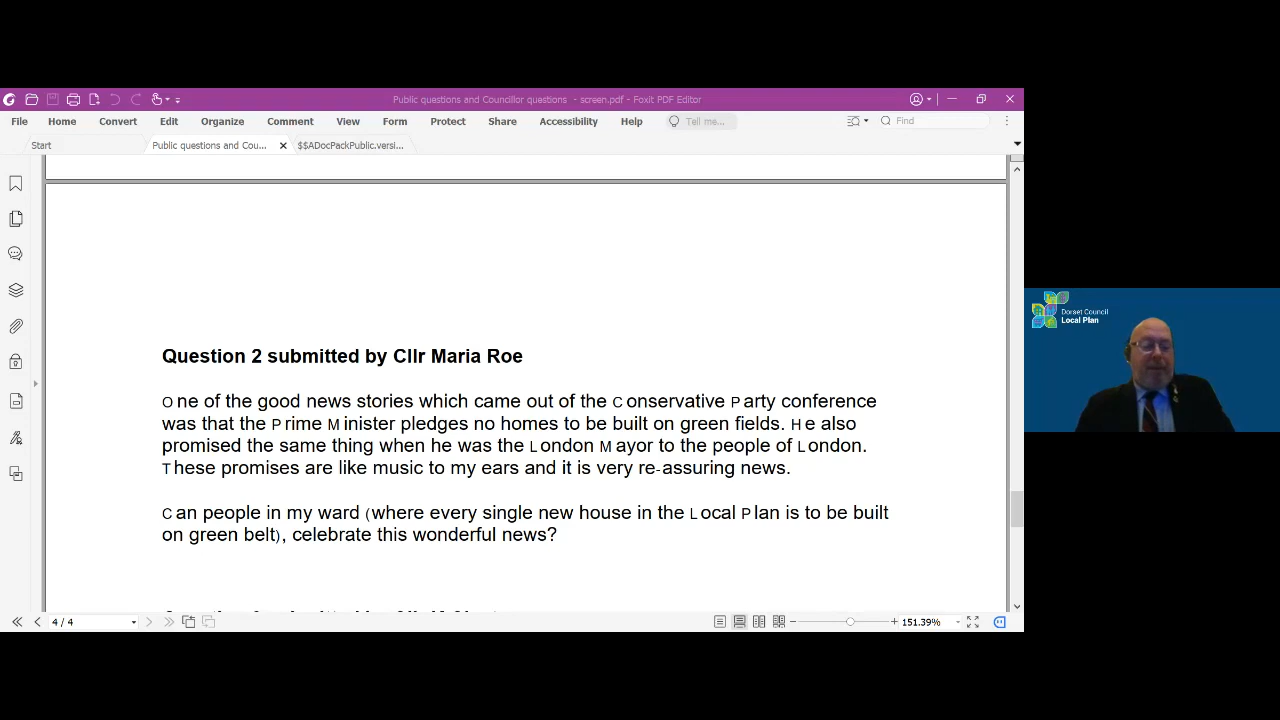 Public questions and Councillor questions - screen.pdf - Foxit PDF Editor
File Home Convert Edit Organize Comment View Form Protect Share Accessibility Help Tell me... Find
Start Public questions and Cou... $$ADocPackPublic.versi...
Question 2 submitted by Cllr Maria Roe
One of the good news stories which came out of the Conservative Party conference
was that the Prime Minister pledges no homes to be built on green fields. He also
promised the same thing when he was the London Mayor to the people of London.
These promises are like music to my ears and it is very re-assuring news.
Can people in my ward (where every single new house in the Local Plan is to be built
on green belt), celebrate this wonderful news?
4 / 4 151.39%
Dorset Council
Local Plan